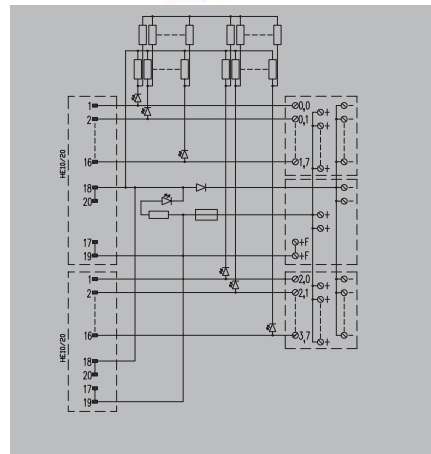 1 0,0 - +
2 0,1 - +
HE10/20
16 1,7 - +
18 -
20 -
+
+
17 +F
19 +F
1 2,0 - +
2 2,1 - +
HE10/20
16 3,7 - +
18
20
17
19